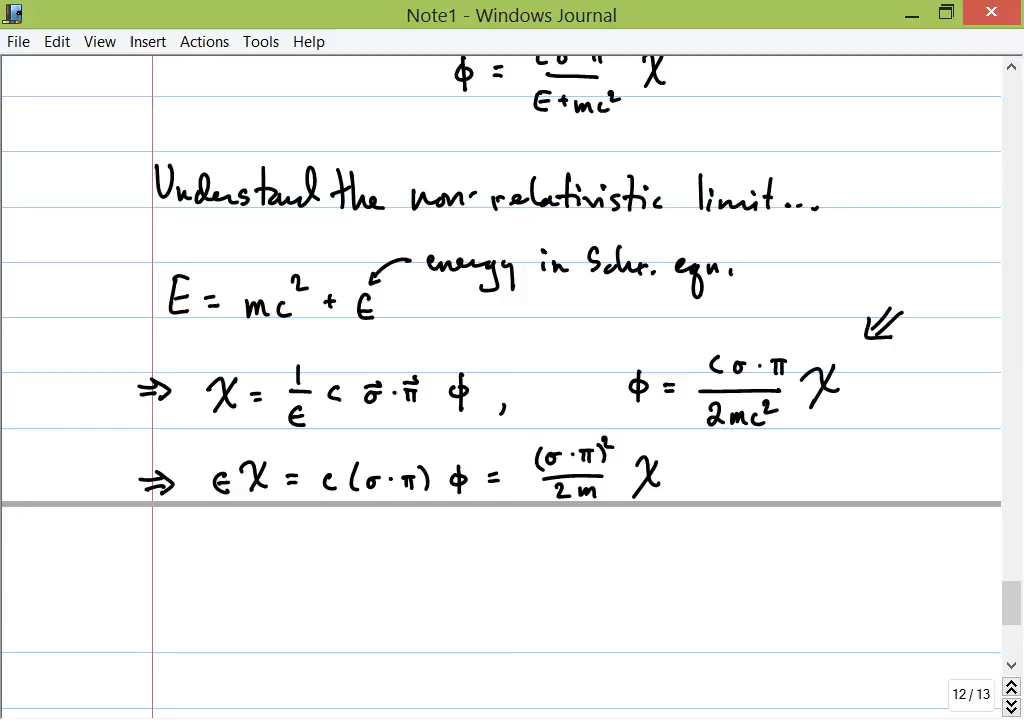 Note1 - Windows Journal
File Edit View Insert Actions Tools Help
ϕ = cσ·π / E + mc² χ
Understand the non-relativistic limit...
energy in Schr. eqn.
E = mc² + ϵ
⇒ χ = 1/ϵ c σ⃗·π⃗ ϕ , ϕ = cσ·π / 2mc² χ
⇒ ϵχ = c(σ·π) ϕ = (σ·π)² / 2m χ
12 / 13